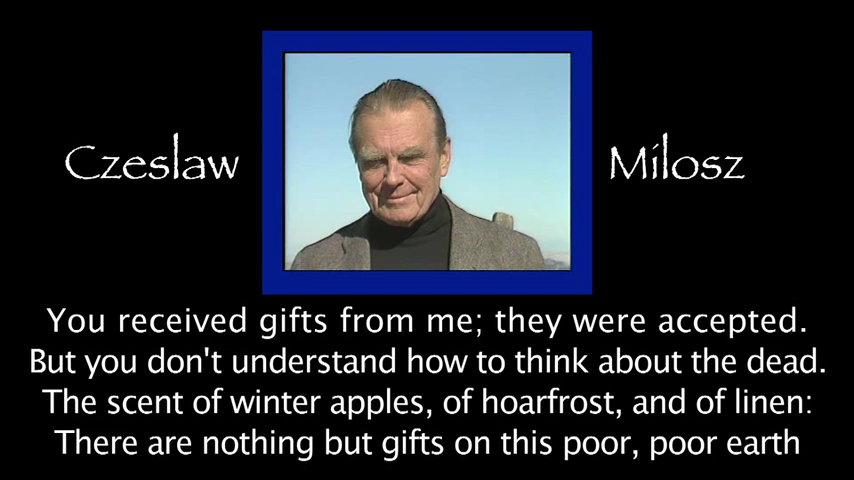 Czeslaw Milosz
You received gifts from me; they were accepted.
But you don't understand how to think about the dead.
The scent of winter apples, of hoarfrost, and of linen:
There are nothing but gifts on this poor, poor earth